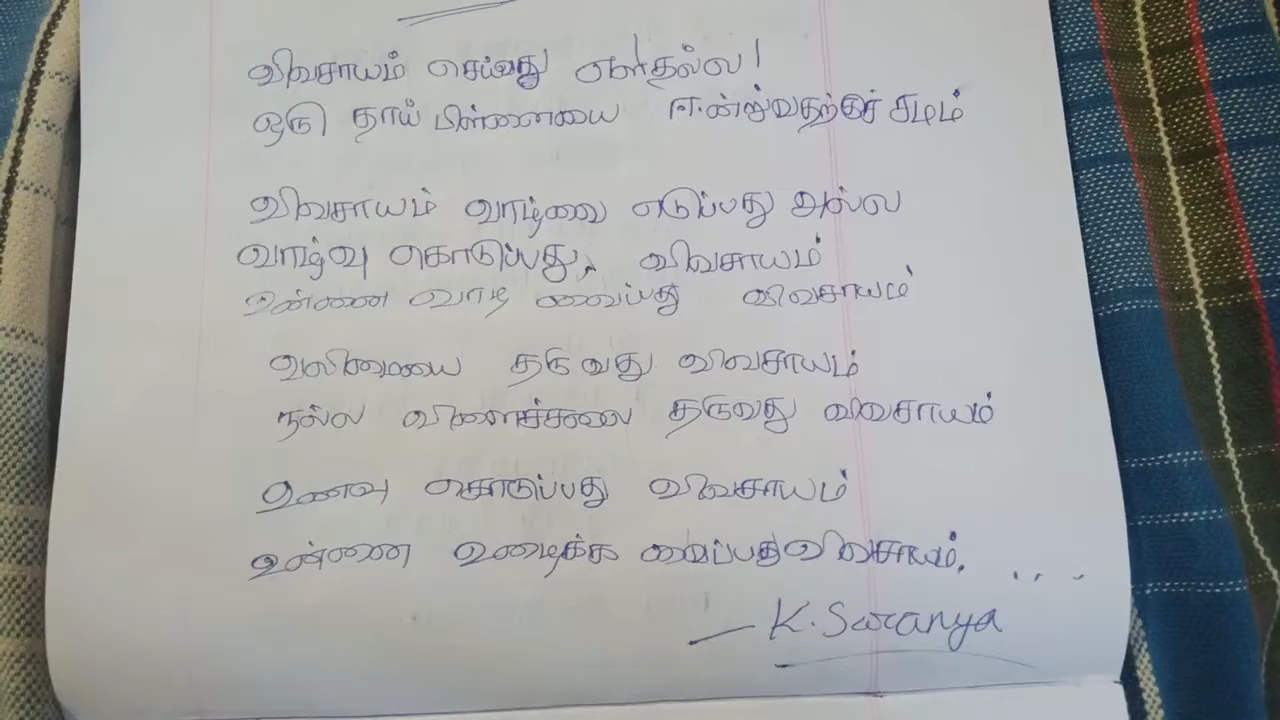 விவசாயம் செய்வது எளிதல்ல!
ஒரு தாய் பிள்ளையை ஈன்றுவதற்குச் சமம்
விவசாயம் வாழ்வை எடுப்பது அல்ல
வாழ்வு கொடுப்பது, விவசாயம்
உன்னை வாழ வைப்பது விவசாயம்
வலிமையை தருவது விவசாயம்
நல்ல விளைச்சலை தருவது விவசாயம்
உணவு கொடுப்பது விவசாயம்
உன்னை உழைக்க வைப்பது விவசாயம். ...
— K. Saranya